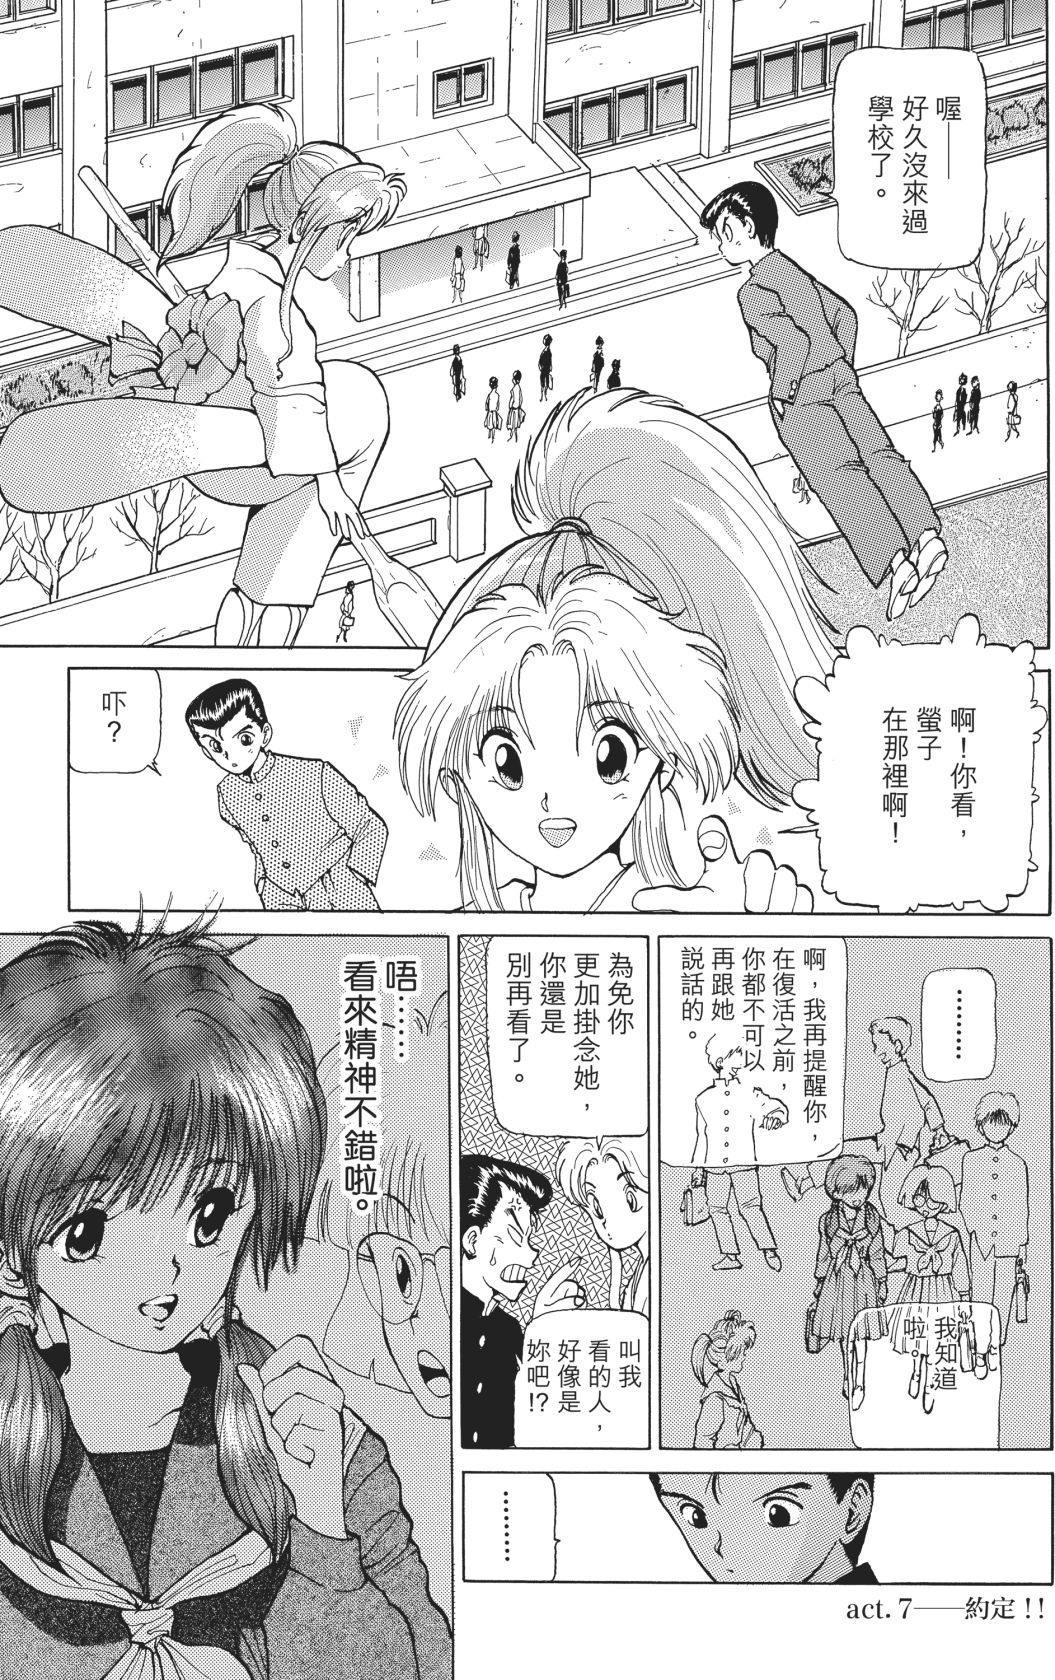 喔——
好久沒來過
學校了。
啊！你看，
螢子
在那裡啊！
吓？
………
啊，我再提醒你，
在復活之前，
你都不可以
再跟她
說話的。
我知道
啦。
為免你
更加掛念她，
你還是
別再看了。
叫我
看的人，
好像是
妳吧!?
唔……
看來精神不錯啦。
………
act. 7——約定!!